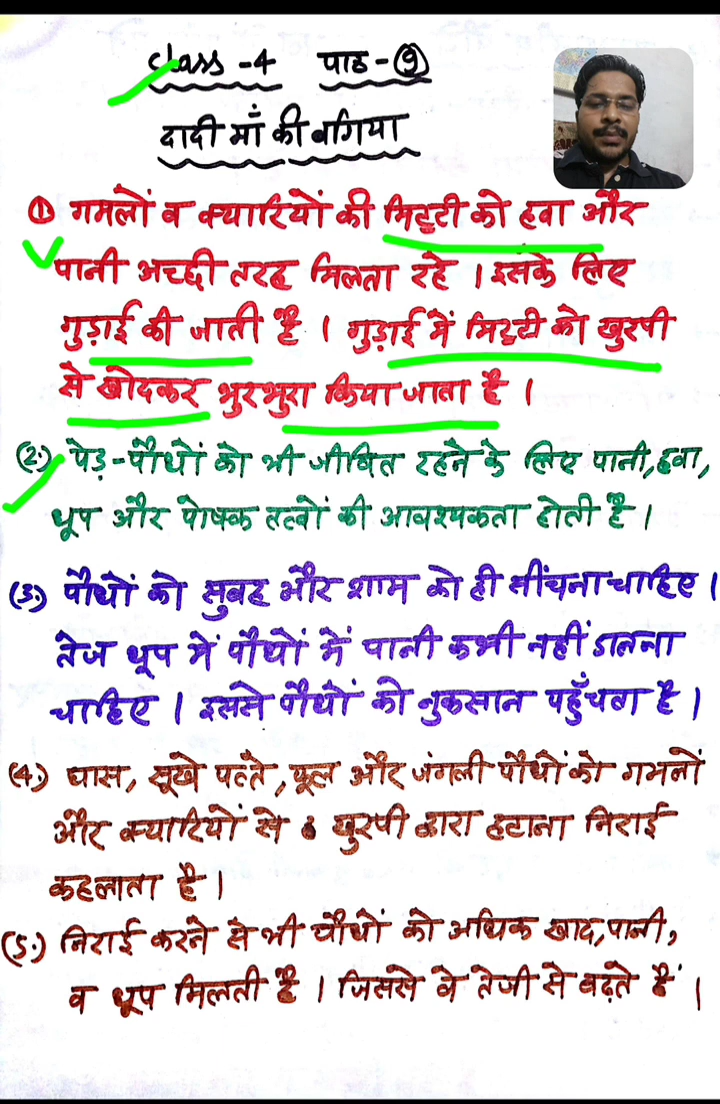 class -4 पाठ -9
दादी माँ की बगिया
① गमलों व क्यारियों की मिट्टी को हवा और
पानी अच्छी तरह मिलता रहे । इसके लिए
गुड़ाई की जाती है । गुड़ाई में मिट्टी को खुरपी
से खोदकर भुरभुरा किया जाता है ।
(2.) पेड़-पौधों को भी जीवित रहने के लिए पानी, हवा,
धूप और पोषक तत्वों की आवश्यकता होती है ।
(3.) पौधों को सुबह और शाम को ही सींचना चाहिए ।
तेज धूप में पौधों में पानी कभी नहीं डालना
चाहिए । इससे पौधों को नुकसान पहुँचता है ।
(4.) घास, सूखे पत्ते, फूल और जंगली पौधों को गमलों
और क्यारियों से खुरपी द्वारा हटाना निराई
कहलाता है ।
(5.) निराई करने से भी पौधों को अधिक खाद, पानी,
व धूप मिलती है । जिससे वे तेजी से बढ़ते हैं ।